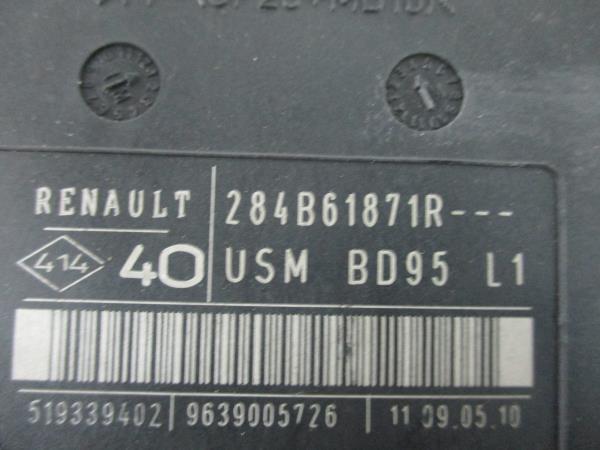 RENAULT 284B61871R---
414 40 USM BD95 L1
519339402 9639005726 11 09.05.10